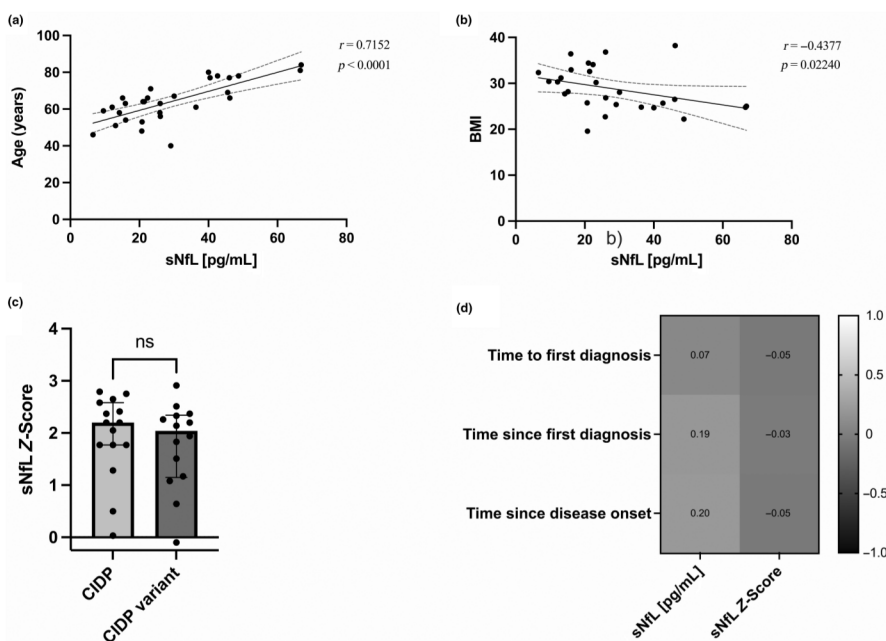 (a)
r = 0.7152
p < 0.0001
100
80
60
40
20
0
Age (years)
0 20 40 60 80
sNfL [pg/mL]
(b)
r = −0.4377
p = 0.02240
40
30
20
10
0
BMI
0 20 40 60 80
b)
sNfL [pg/mL]
(c)
ns
4
3
2
1
0
sNfL Z-Score
CIDP
CIDP variant
(d)
Time to first diagnosis 0.07 −0.05
Time since first diagnosis 0.19 −0.03
Time since disease onset 0.20 −0.05
sNfL [pg/mL]
sNfL Z-Score
1.0
0.5
0
−0.5
−1.0